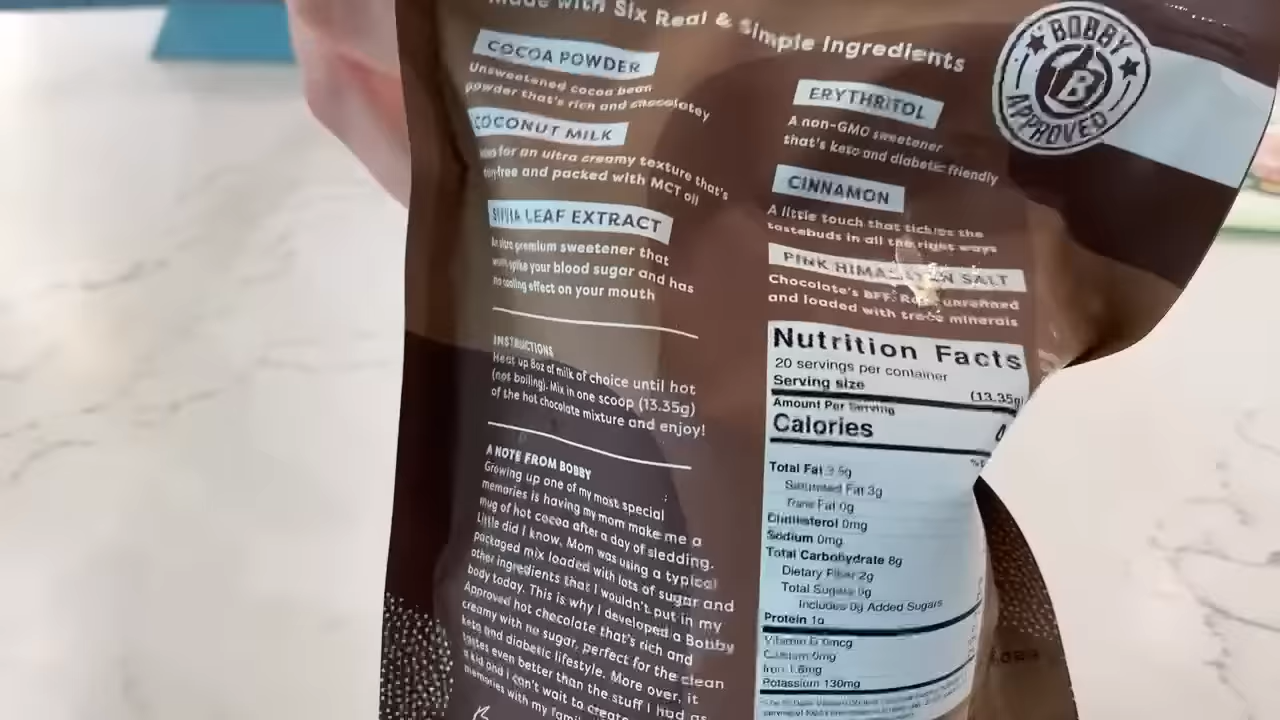 Made with Six Real & Simple Ingredients
COCOA POWDER
Unsweetened cocoa bean
powder that's rich and chocolatey
COCONUT MILK
for an ultra creamy texture that's
free and packed with MCT oil
LEAF EXTRACT
premium sweetener that
your blood sugar and has
no cooling effect on your mouth
INSTRUCTIONS
Heat up 8oz of milk of choice until hot
(not boiling). Mix in one scoop (13.35g)
of the hot chocolate mixture and enjoy!
A NOTE FROM BOBBY
Growing up one of my most special
memories is having my mom make me a
mug of hot cocoa after a day of sledding.
Little did I know, Mom was using a typical
packaged mix loaded with lots of sugar and
other ingredients that I wouldn't put in my
body today. This is why I developed a Bobby
Approved hot chocolate that's rich and
creamy with no sugar, perfect for the clean
keto and diabetic lifestyle. More over, it
tastes even better than the stuff I had as
a kid and I can't wait to create
memories with my
ERYTHRITOL
A non-GMO sweetener
that's keto and diabetic friendly
CINNAMON
A little touch that tickles the
tastebuds in all the right ways
PINK HIMALAYAN SALT
Chocolate's BFF. unrefined
and loaded with trace minerals
BOBBY
B
APPROVED
Nutrition Facts
20 servings per container
Serving size (13.35g)
Amount Per Serving
Calories
Total Fat 3.5g
Saturated Fat 3g
Trans Fat 0g
Cholesterol 0mg
Sodium 0mg
Total Carbohydrate 8g
Dietary Fiber 2g
Total Sugars 0g
Includes 0g Added Sugars
Protein 1g
Vitamin D 0mcg
Calcium 0mg
Iron 1.6mg
Potassium 130mg